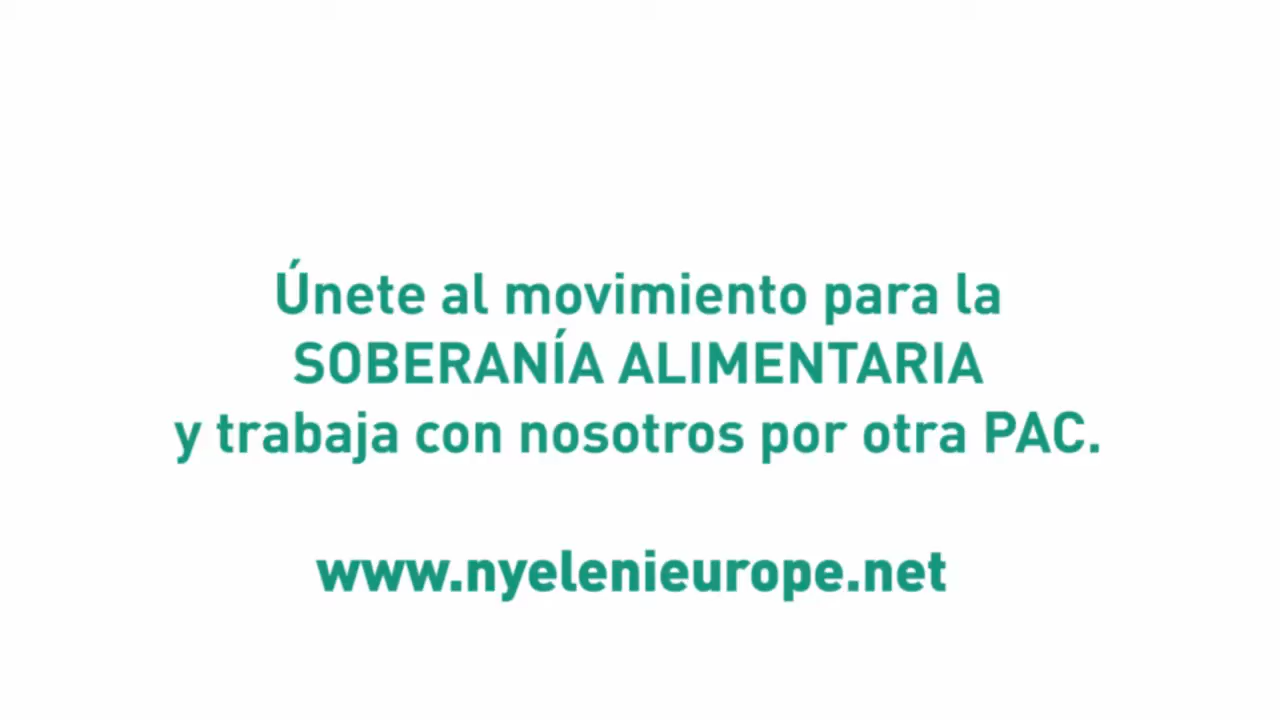 Únete al movimiento para la
SOBERANÍA ALIMENTARIA
y trabaja con nosotros por otra PAC.
www.nyelenieurope.net